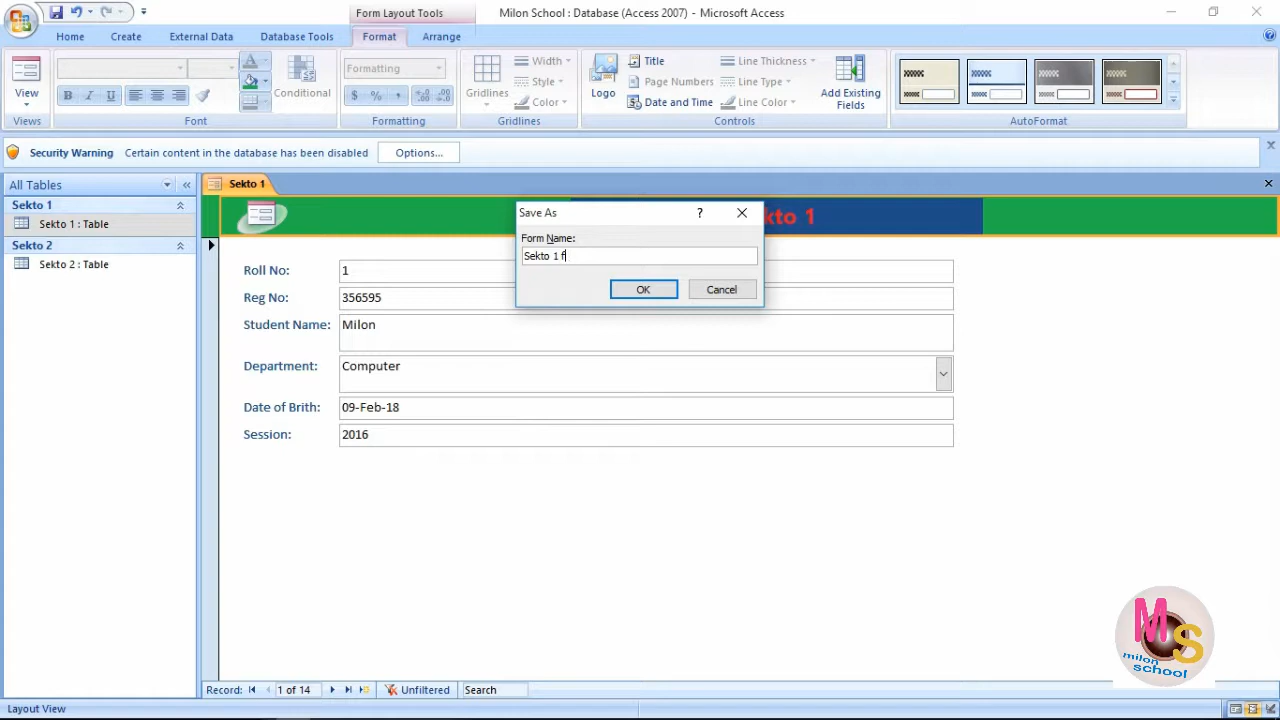 Form Layout Tools
Milon School : Database (Access 2007) - Microsoft Access
Home
Create
External Data
Database Tools
Format
Arrange
View
Views
B I U
Conditional
Font
Formatting
$ % ,
Formatting
Gridlines
Width
Style
Color
Gridlines
Logo
Title
Page Numbers
Date and Time
Line Thickness
Line Type
Line Color
Add Existing
Fields
Controls
AutoFormat
Security Warning
Certain content in the database has been disabled
Options...
All Tables
Sekto 1
Sekto 1 : Table
Sekto 2
Sekto 2 : Table
Sekto 1
kto 1
Save As
Form Name:
Sekto 1 f
OK
Cancel
Roll No:
1
Reg No:
356595
Student Name:
Milon
Department:
Computer
Date of Brith:
09-Feb-18
Session:
2016
M S
milon
school
Record:
1 of 14
Unfiltered
Search
Layout View